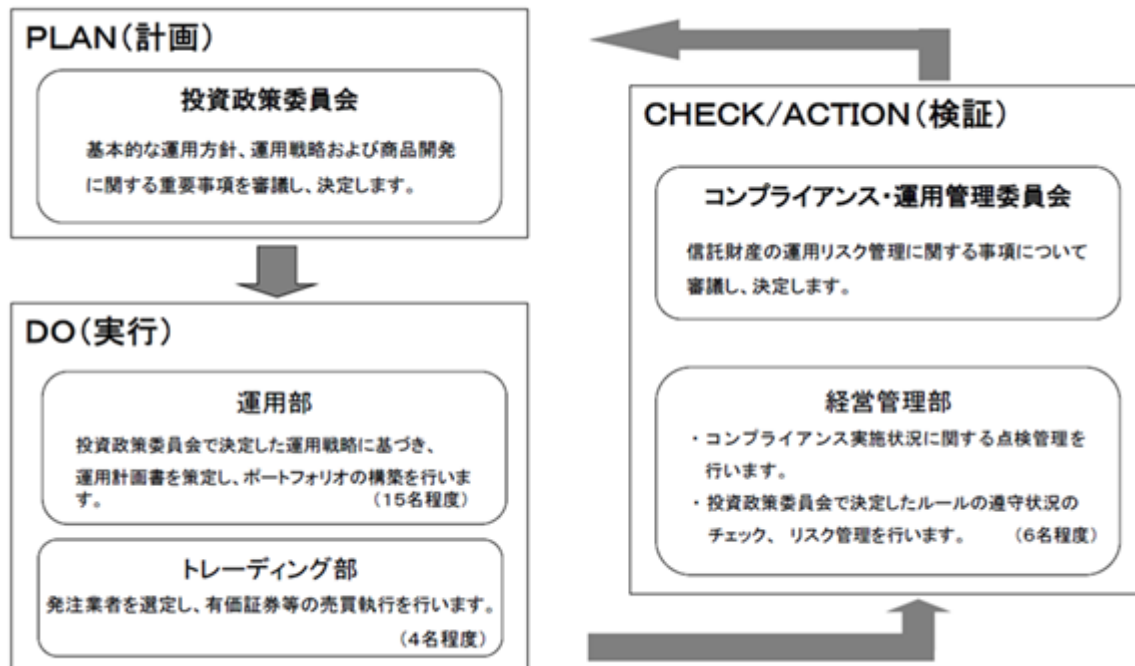 PLAN(計画)
投資政策委員会
基本的な運用方針、運用戦略および商品開発
に関する重要事項を審議し、決定します。
DO(実行)
運用部
投資政策委員会で決定した運用戦略に基づき、
運用計画書を策定し、ポートフォリオの構築を行いま
す。 (15名程度)
トレーディング部
発注業者を選定し、有価証券等の売買執行を行います。
(4名程度)
CHECK/ACTION(検証)
コンプライアンス・運用管理委員会
信託財産の運用リスク管理に関する事項について
審議し、決定します。
経営管理部
・コンプライアンス実施状況に関する点検管理を
行います。
・投資政策委員会で決定したルールの遵守状況の
チェック、 リスク管理を行います。 (6名程度)